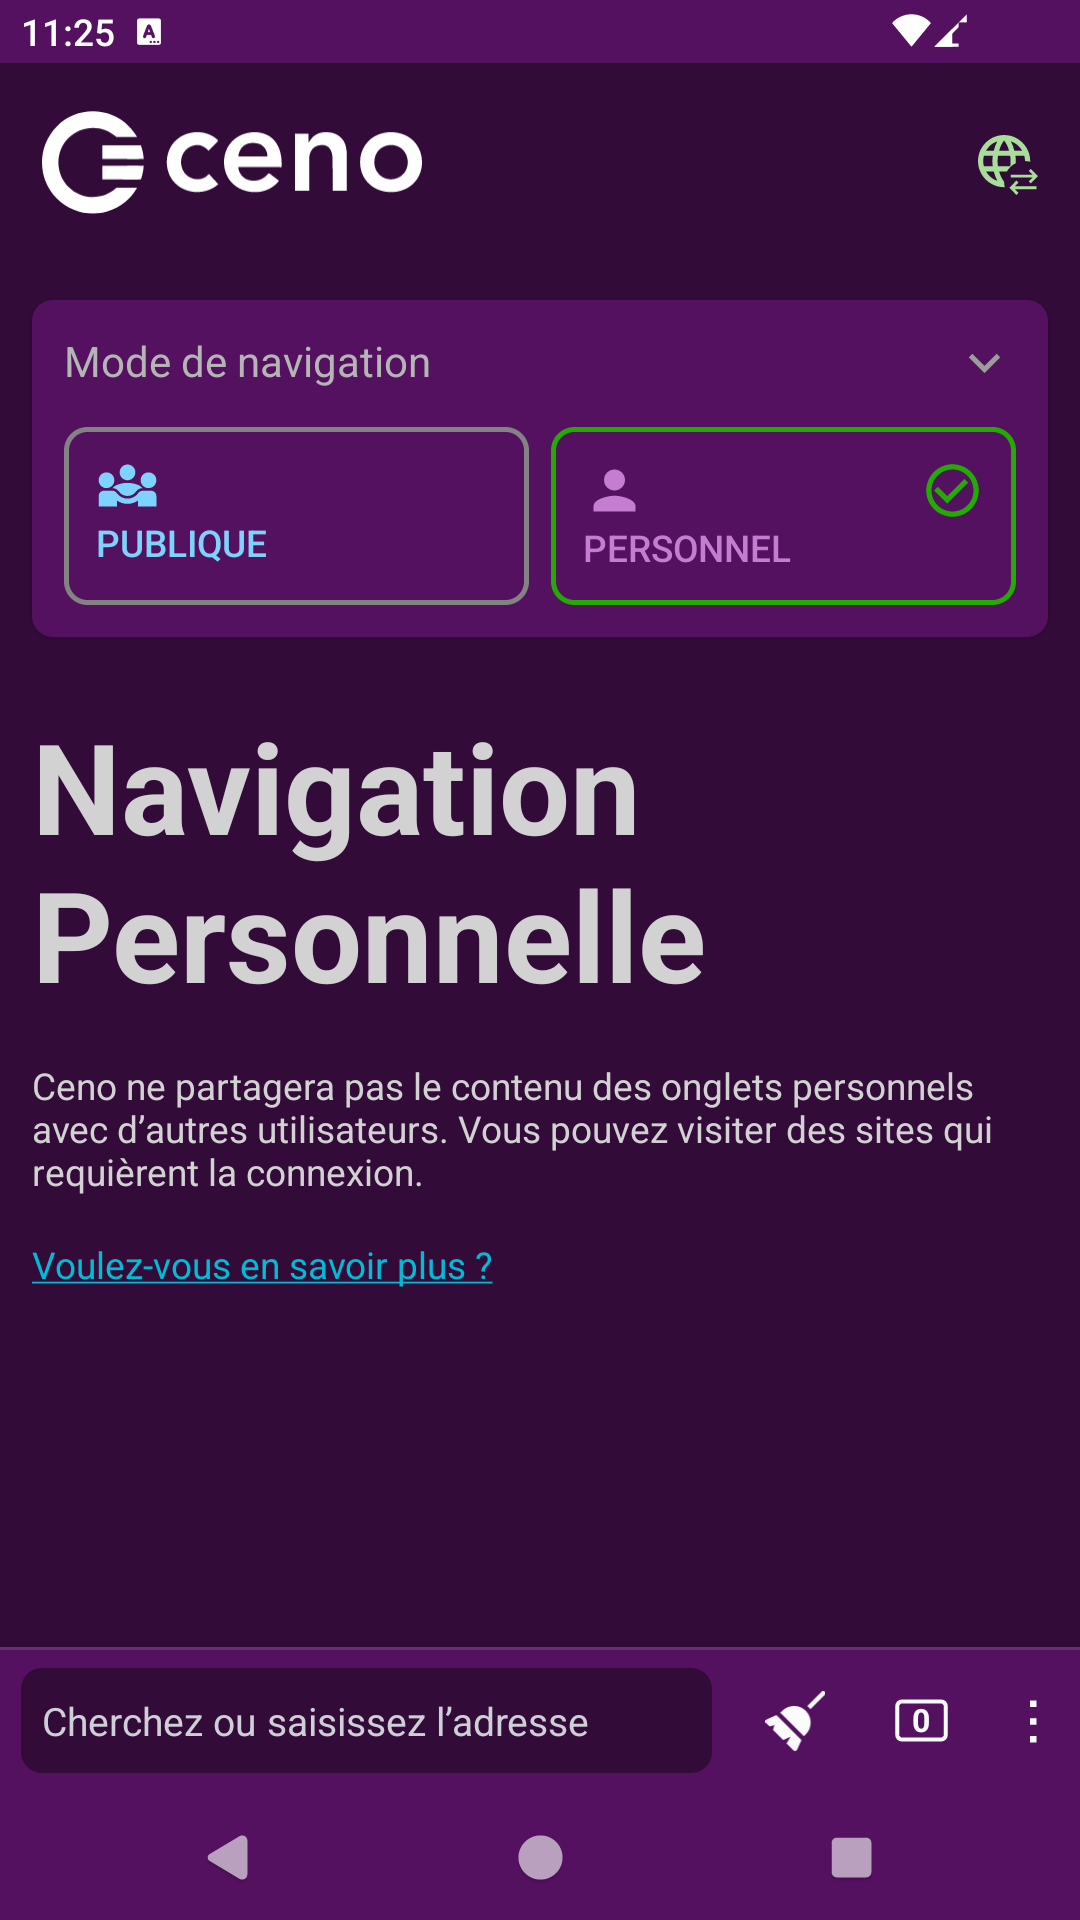 11:25
ceno
Mode de navigation
PUBLIQUE
PERSONNEL
Navigation
Personnelle
Ceno ne partagera pas le contenu des onglets personnels
avec d’autres utilisateurs. Vous pouvez visiter des sites qui
requièrent la connexion.
Voulez-vous en savoir plus ?
Cherchez ou saisissez l’adresse
0